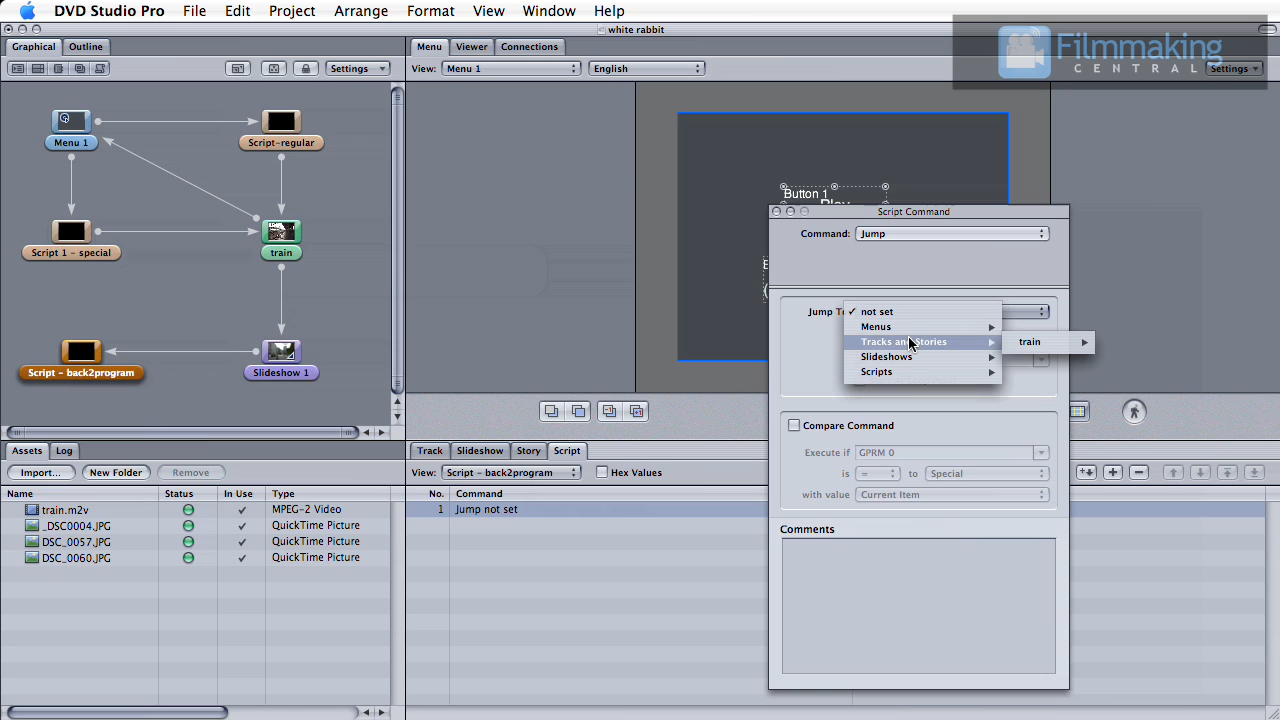 DVD Studio Pro File Edit Project Arrange Format View Window Help
white rabbit
Filmmaking
CENTRAL
Graphical Outline
Menu Viewer Connections
Settings
View: Menu 1 English
Settings
Menu 1
Script-regular
Script 1 - special
train
Script - back2program
Slideshow 1
Button 1
Play
Script Command
Command: Jump
Jump
not set
Menus
Tracks and Stories
train
Slideshows
Scripts
Compare Command
Execute if GPRM 0
is = to Special
with value Current Item
Comments
Assets Log
Import... New Folder Remove
Name Status In Use Type
train.m2v MPEG-2 Video
_DSC0004.JPG QuickTime Picture
DSC_0057.JPG QuickTime Picture
DSC_0060.JPG QuickTime Picture
Track Slideshow Story Script
View: Script - back2program Hex Values
No. Command
1 Jump not set